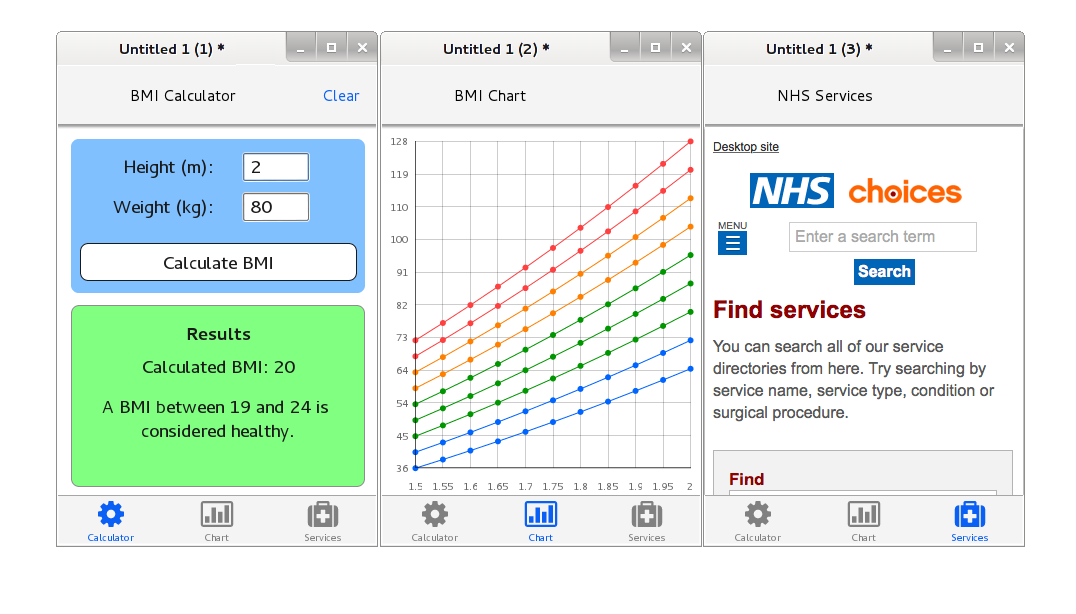 Untitled 1 (1) *
BMI Calculator
Clear
Height (m):
2
Weight (kg):
80
Calculate BMI
Results
Calculated BMI: 20
A BMI between 19 and 24 is
considered healthy.
Calculator
Chart
Services
Untitled 1 (2) *
BMI Chart
128
119
110
100
91
82
73
64
54
45
36
1.5 1.55 1.6 1.65 1.7 1.75 1.8 1.85 1.9 1.95 2
Calculator
Chart
Services
Untitled 1 (3) *
NHS Services
Desktop site
NHS choices
MENU
Enter a search term
Search
Find services
You can search all of our service
directories from here. Try searching by
service name, service type, condition or
surgical procedure.
Find
Calculator
Chart
Services